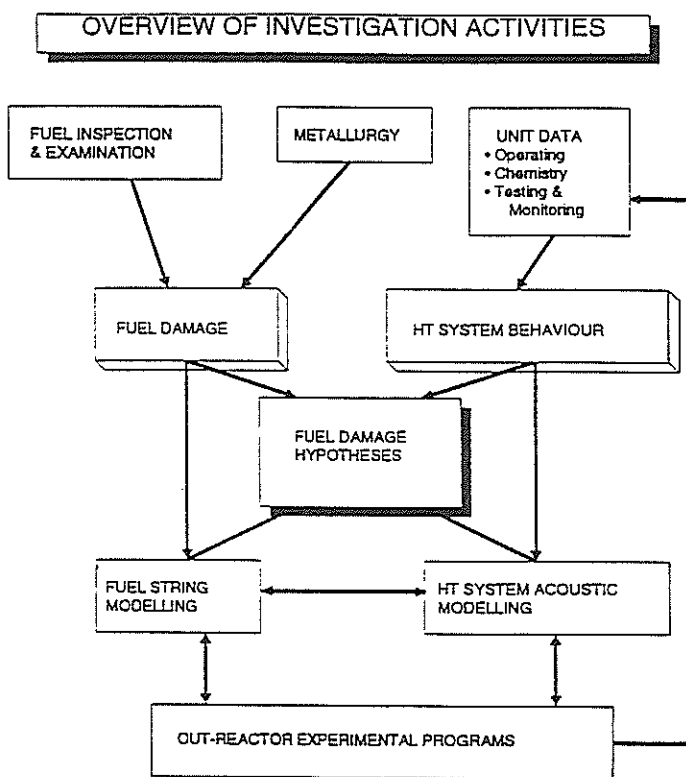 OVERVIEW OF INVESTIGATION ACTIVITIES
FUEL INSPECTION
& EXAMINATION
METALLURGY
UNIT DATA
• Operating
• Chemistry
• Testing &
Monitoring
FUEL DAMAGE
HT SYSTEM BEHAVIOUR
FUEL DAMAGE
HYPOTHESES
FUEL STRING
MODELLING
HT SYSTEM ACOUSTIC
MODELLING
OUT-REACTOR EXPERIMENTAL PROGRAMS